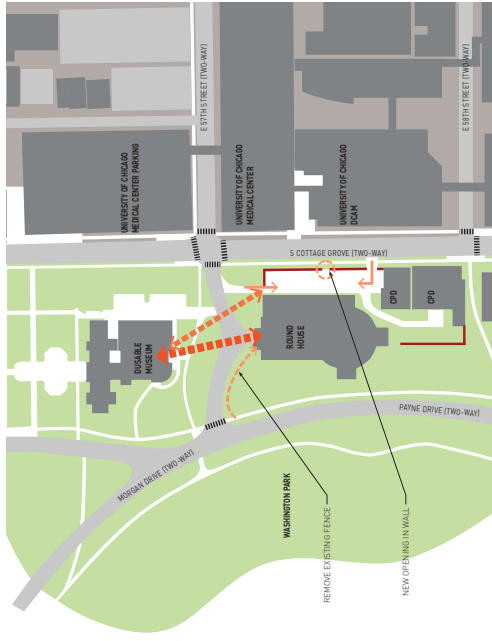 E 57TH STREET (TWO-WAY)
E 58TH STREET (TWO-WAY)
UNIVERSITY OF CHICAGO
MEDICAL CENTER PARKING
UNIVERSITY OF CHICAGO
MEDICAL CENTER
UNIVERSITY OF CHICAGO
DCAM
S COTTAGE GROVE (TWO-WAY)
DUSABLE
MUSEUM
ROUND
HOUSE
CPD
CPD
PAYNE DRIVE (TWO-WAY)
MORGAN DRIVE (TWO-WAY)
WASHINGTON PARK
REMOVE EXISTING FENCE
NEW OPENING IN WALL